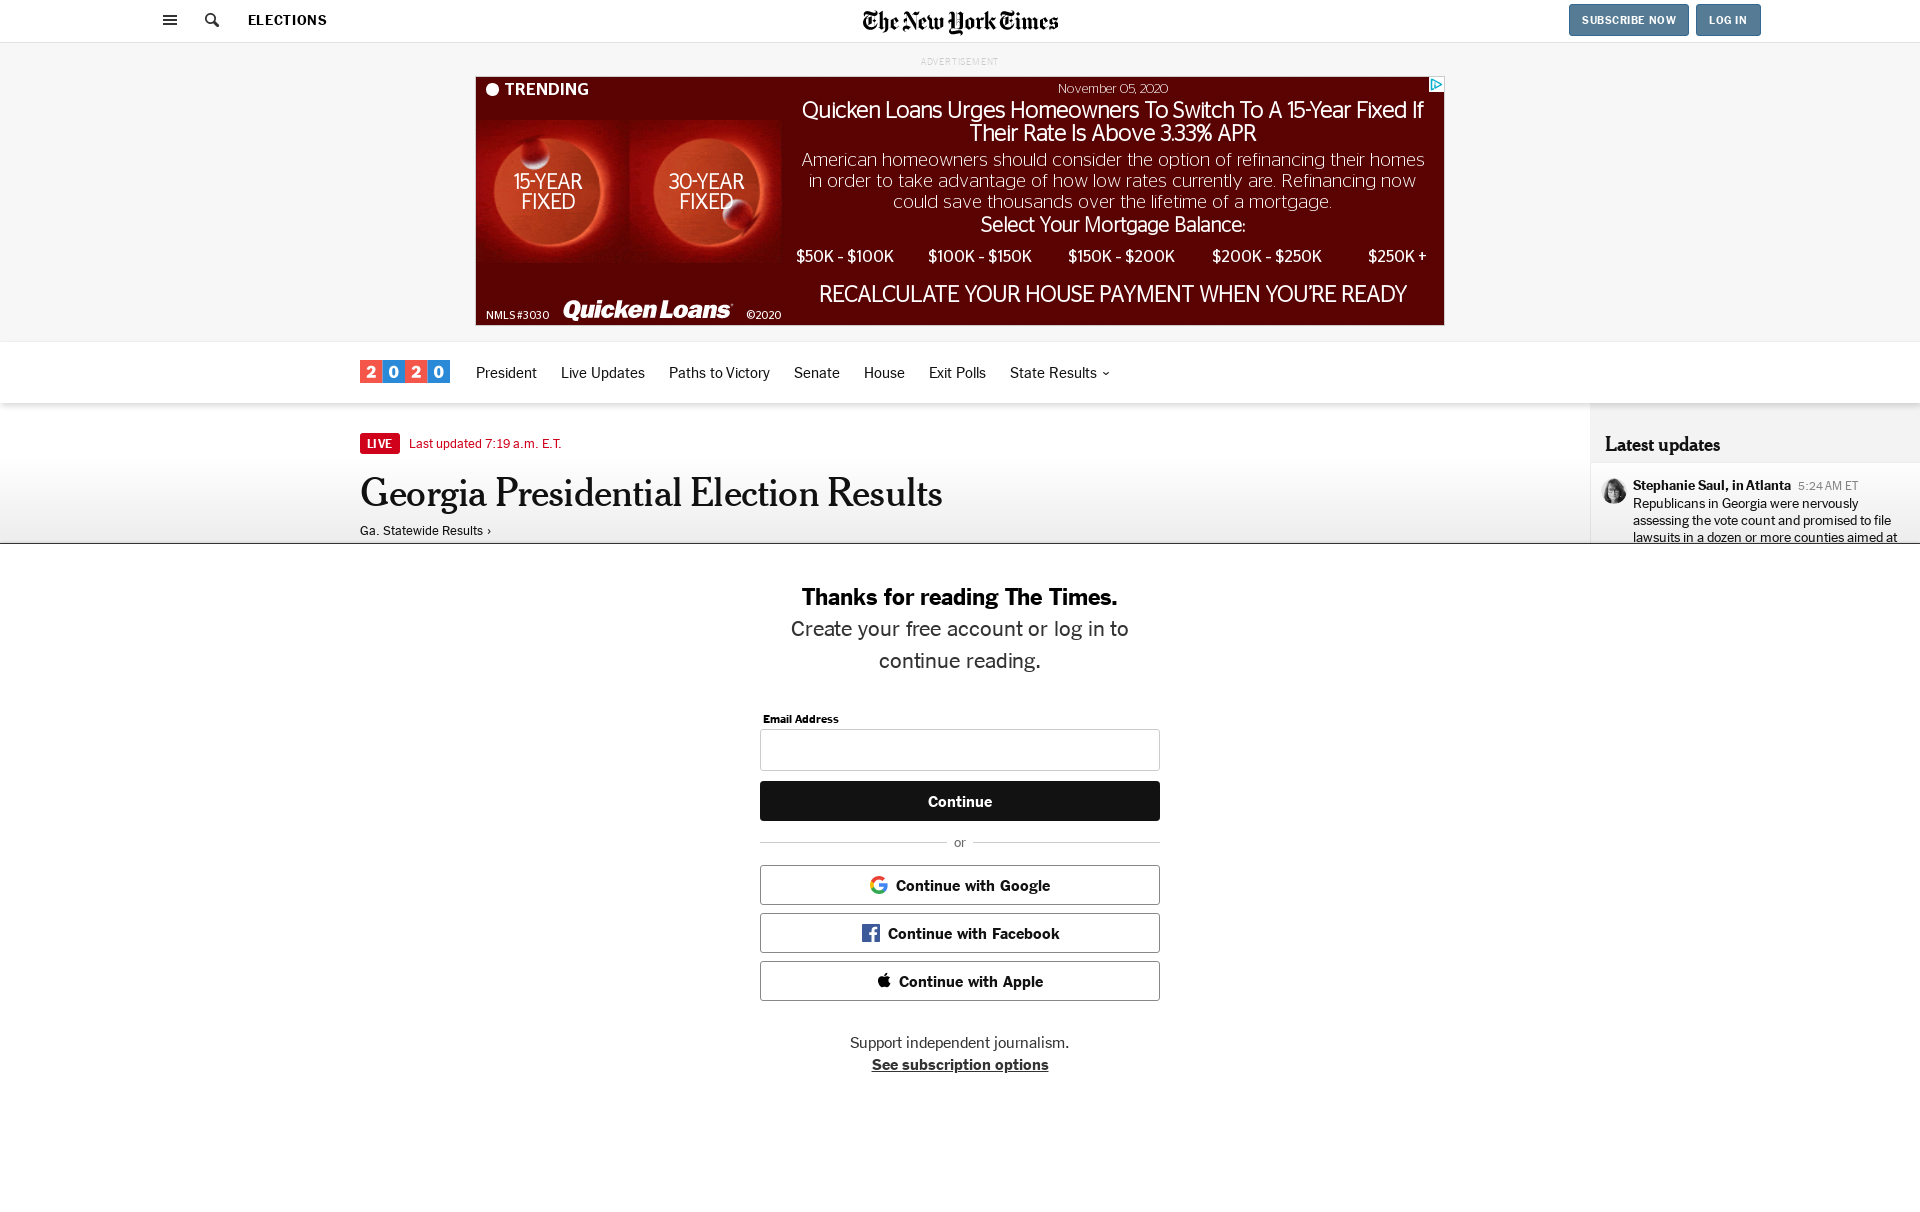 ELECTIONS
The New York Times
SUBSCRIBE NOW
LOG IN
ADVERTISEMENT
TRENDING
November 05, 2020
Quicken Loans Urges Homeowners To Switch To A 15-Year Fixed If
Their Rate Is Above 3.33% APR
American homeowners should consider the option of refinancing their homes
in order to take advantage of how low rates currently are. Refinancing now
could save thousands over the lifetime of a mortgage.
15-YEAR
FIXED
30-YEAR
FIXED
Select Your Mortgage Balance:
$50K - $100K
$100K - $150K
$150K - $200K
$200K - $250K
$250K +
RECALCULATE YOUR HOUSE PAYMENT WHEN YOU'RE READY
NMLS#3030
Quicken Loans
©2020
2020
President
Live Updates
Paths to Victory
Senate
House
Exit Polls
State Results
LIVE
Last updated 7:19 a.m. E.T.
Georgia Presidential Election Results
Ga. Statewide Results ›
Latest updates
Stephanie Saul, in Atlanta 5:24 AM ET
Republicans in Georgia were nervously
assessing the vote count and promised to file
lawsuits in a dozen or more counties aimed at
Thanks for reading The Times.
Create your free account or log in to
continue reading.
Email Address
Continue
or
Continue with Google
Continue with Facebook
Continue with Apple
Support independent journalism.
See subscription options